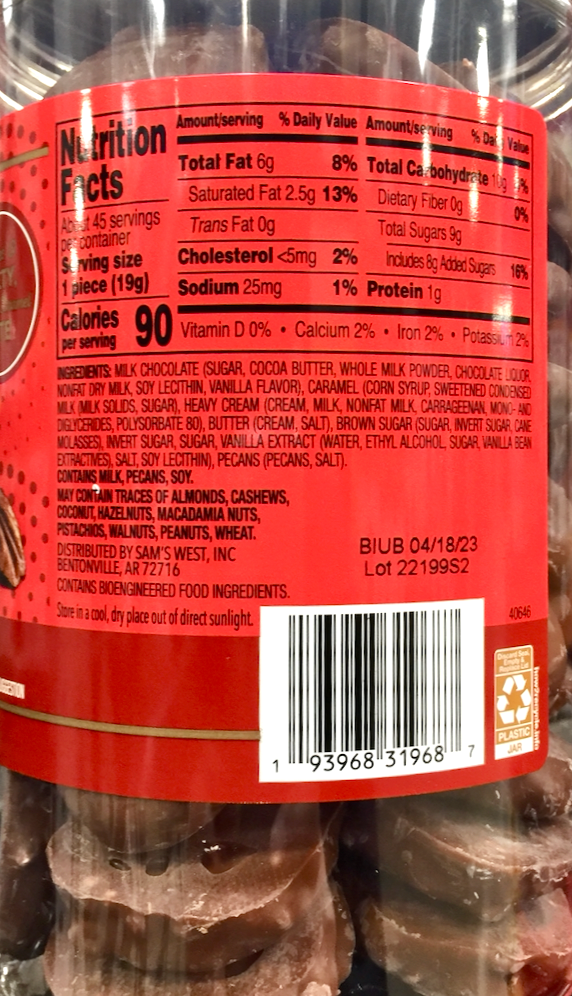 Nutrition
Facts
About 45 servings
per container
Serving size
1 piece (19g)
Calories
per serving
90
Amount/serving % Daily Value
Total Fat 6g 8%
Saturated Fat 2.5g 13%
Trans Fat 0g
Cholesterol <5mg 2%
Sodium 25mg 1%
Amount/serving % Daily Value
Total Carbohydrate
Dietary Fiber 0g 0%
Total Sugars 9g
Includes 8g Added Sugars 16%
Protein 1g
Vitamin D 0% • Calcium 2% • Iron 2% • Potassium 2%
INGREDIENTS: MILK CHOCOLATE (SUGAR, COCOA BUTTER, WHOLE MILK POWDER, CHOCOLATE LIQUOR,
NONFAT DRY MILK, SOY LECITHIN, VANILLA FLAVOR), CARAMEL (CORN SYRUP, SWEETENED CONDENSED
MILK (MILK SOLIDS, SUGAR), HEAVY CREAM (CREAM, MILK, NONFAT MILK, CARRAGEENAN, MONO- AND
DIGLYCERIDES, POLYSORBATE 80), BUTTER (CREAM, SALT), BROWN SUGAR (SUGAR, INVERT SUGAR, CANE
MOLASSES), INVERT SUGAR, SUGAR, VANILLA EXTRACT (WATER, ETHYL ALCOHOL, SUGAR, VANILLA BEAN
EXTRACTIVES), SALT, SOY LECITHIN), PECANS (PECANS, SALT).
CONTAINS MILK, PECANS, SOY.
MAY CONTAIN TRACES OF ALMONDS, CASHEWS,
COCONUT, HAZELNUTS, MACADAMIA NUTS,
PISTACHIOS, WALNUTS, PEANUTS, WHEAT.
DISTRIBUTED BY SAM'S WEST, INC
BENTONVILLE, AR 72716
CONTAINS BIOENGINEERED FOOD INGREDIENTS.
Store in a cool, dry place out of direct sunlight.
BIUB 04/18/23
Lot 22199S2
40646
1 93968 31968 7
PLASTIC
JAR
how2recycle.info